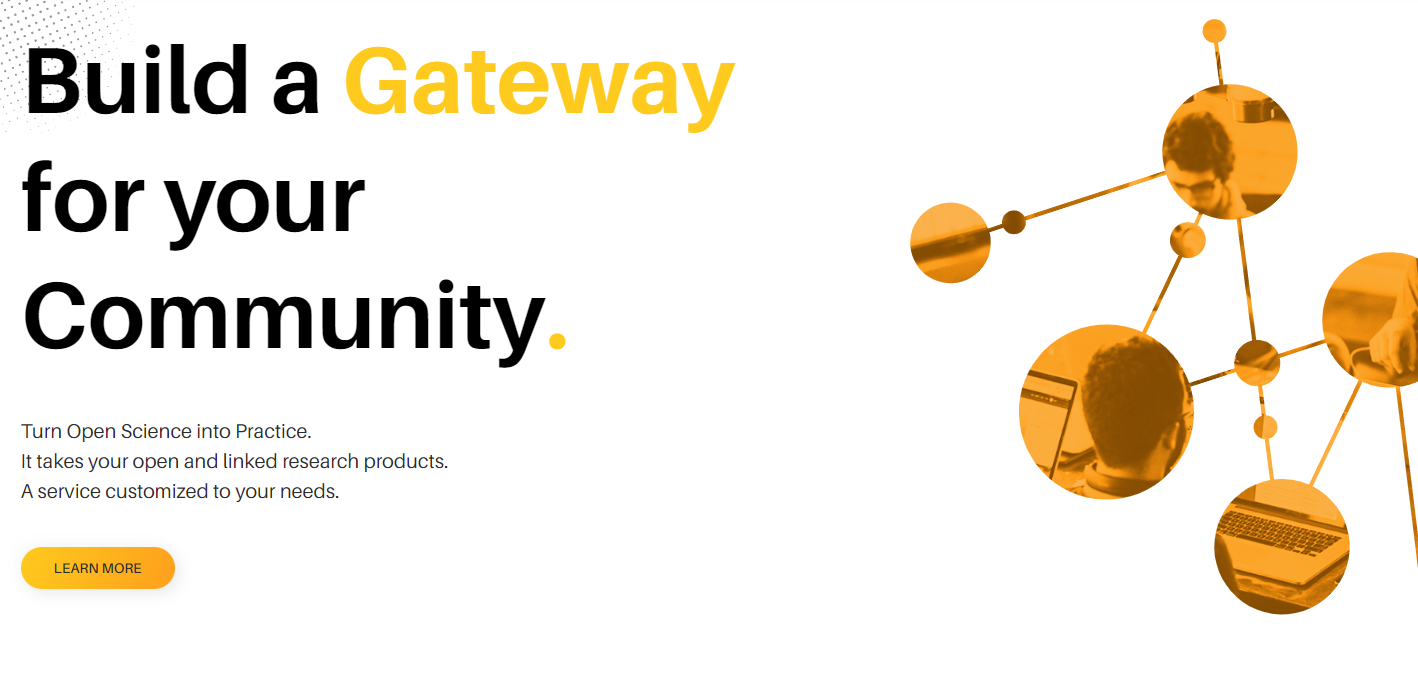 Build a Gateway
for your
Community.
Turn Open Science into Practice.
It takes your open and linked research products.
A service customized to your needs.
LEARN MORE